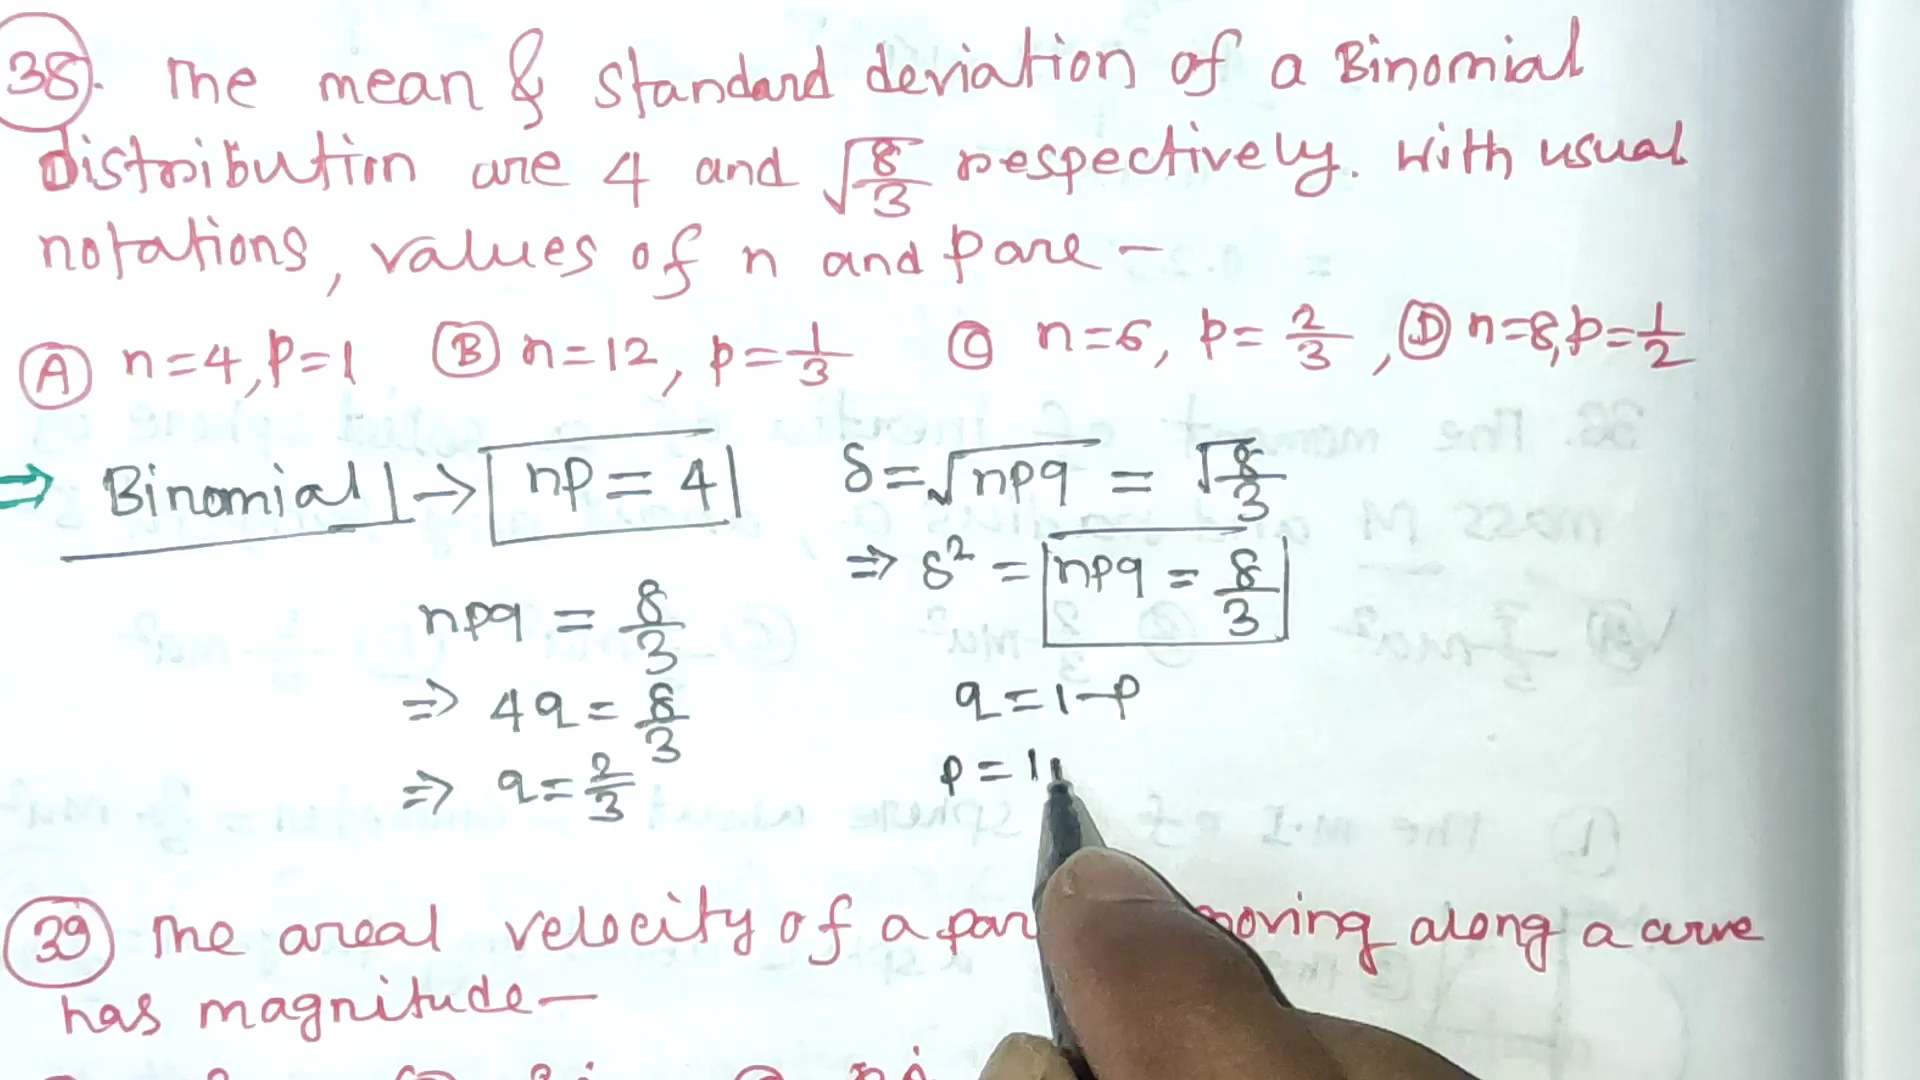 38. The mean & standard deviation of a Binomial
distribution are 4 and √8/3 respectively. With usual
notations, values of n and p are –
(A) n=4, p=1 (B) n=12, p=1/3 (C) n=6, p=2/3, (D) n=8, p=1/2
⇒ Binomial → np = 4 δ = √npq = √8/3
⇒ δ² = npq = 8/3
npq = 8/3
⇒ 4q = 8/3 q = 1-p
⇒ q = 2/3 p = 1
39 The areal velocity of a par moving along a curve
has magnitude –